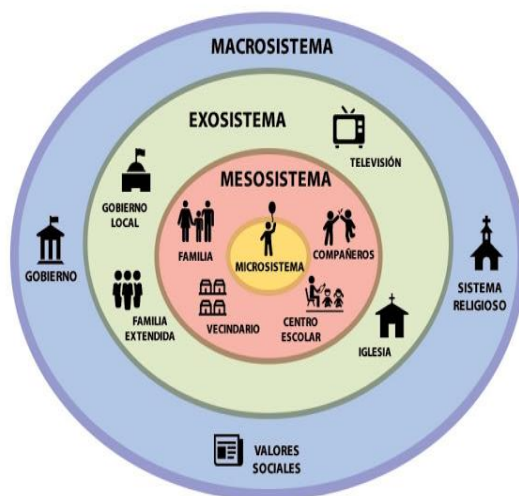 MACROSISTEMA
EXOSISTEMA
TELEVISIÓN
MESOSISTEMA
GOBIERNO
LOCAL
FAMILIA
COMPAÑEROS
MICROSISTEMA
GOBIERNO
SISTEMA
RELIGIOSO
FAMILIA
EXTENDIDA
VECINDARIO
CENTRO
ESCOLAR
IGLESIA
VALORES
SOCIALES